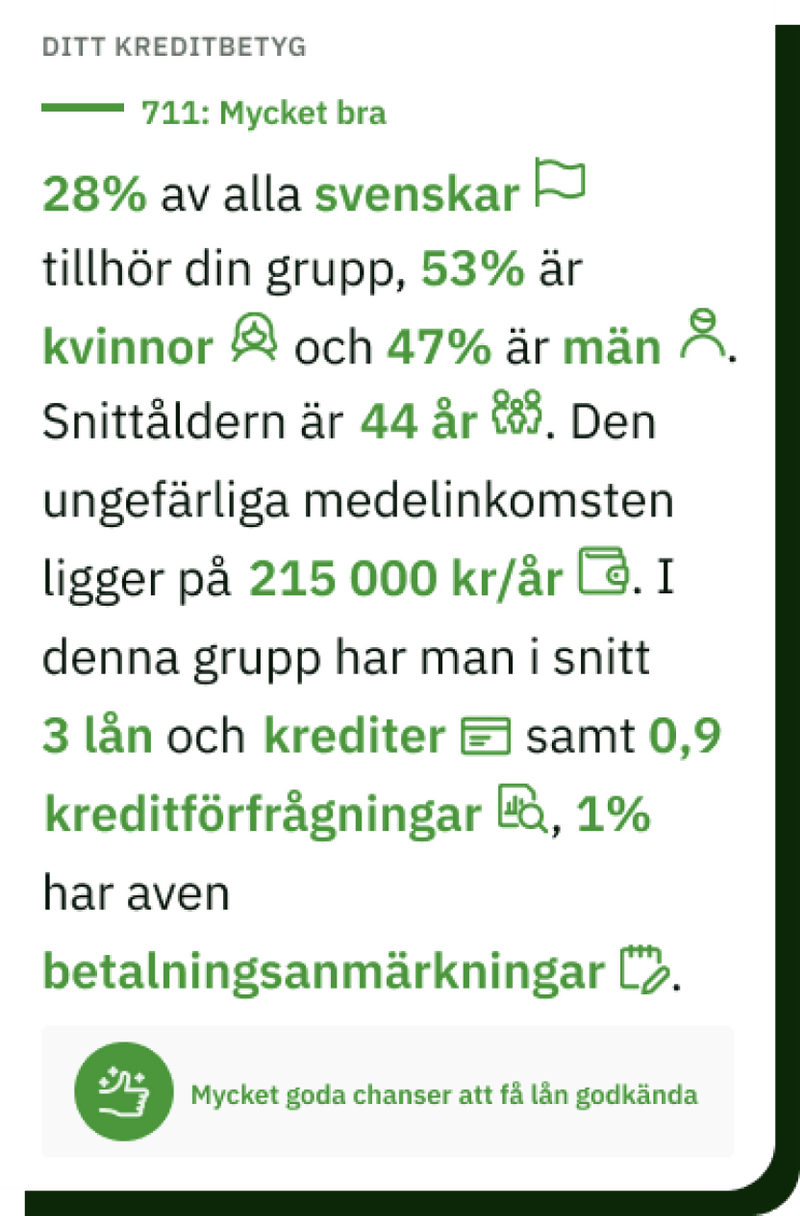 DITT KREDITBETYG
711: Mycket bra
28% av alla svenskar
tillhör din grupp, 53% är
kvinnor och 47% är män .
Snittåldern är 44 år . Den
ungefärliga medelinkomsten
ligger på 215 000 kr/år . I
denna grupp har man i snitt
3 lån och krediter samt 0,9
kreditförfrågningar , 1%
har aven
betalningsanmärkningar .
Mycket goda chanser att få lån godkända